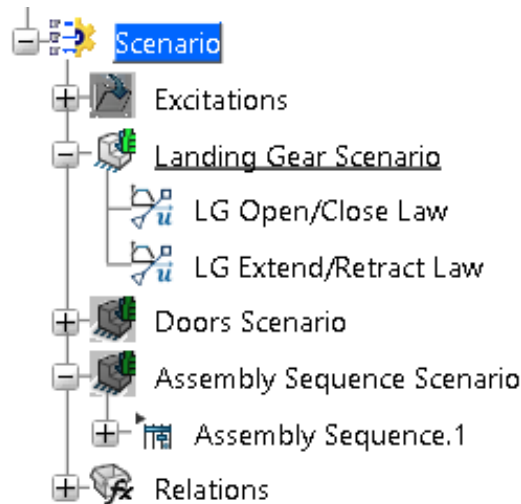 Scenario
Excitations
Landing Gear Scenario
LG Open/Close Law
LG Extend/Retract Law
Doors Scenario
Assembly Sequence Scenario
Assembly Sequence.1
Relations